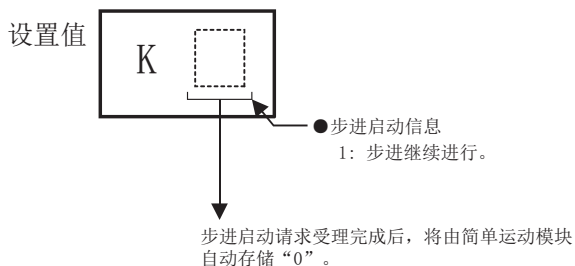 设置值
K
●步进启动信息
1: 步进继续进行。
步进启动请求受理完成后，将由简单运动模块
自动存储“0”。